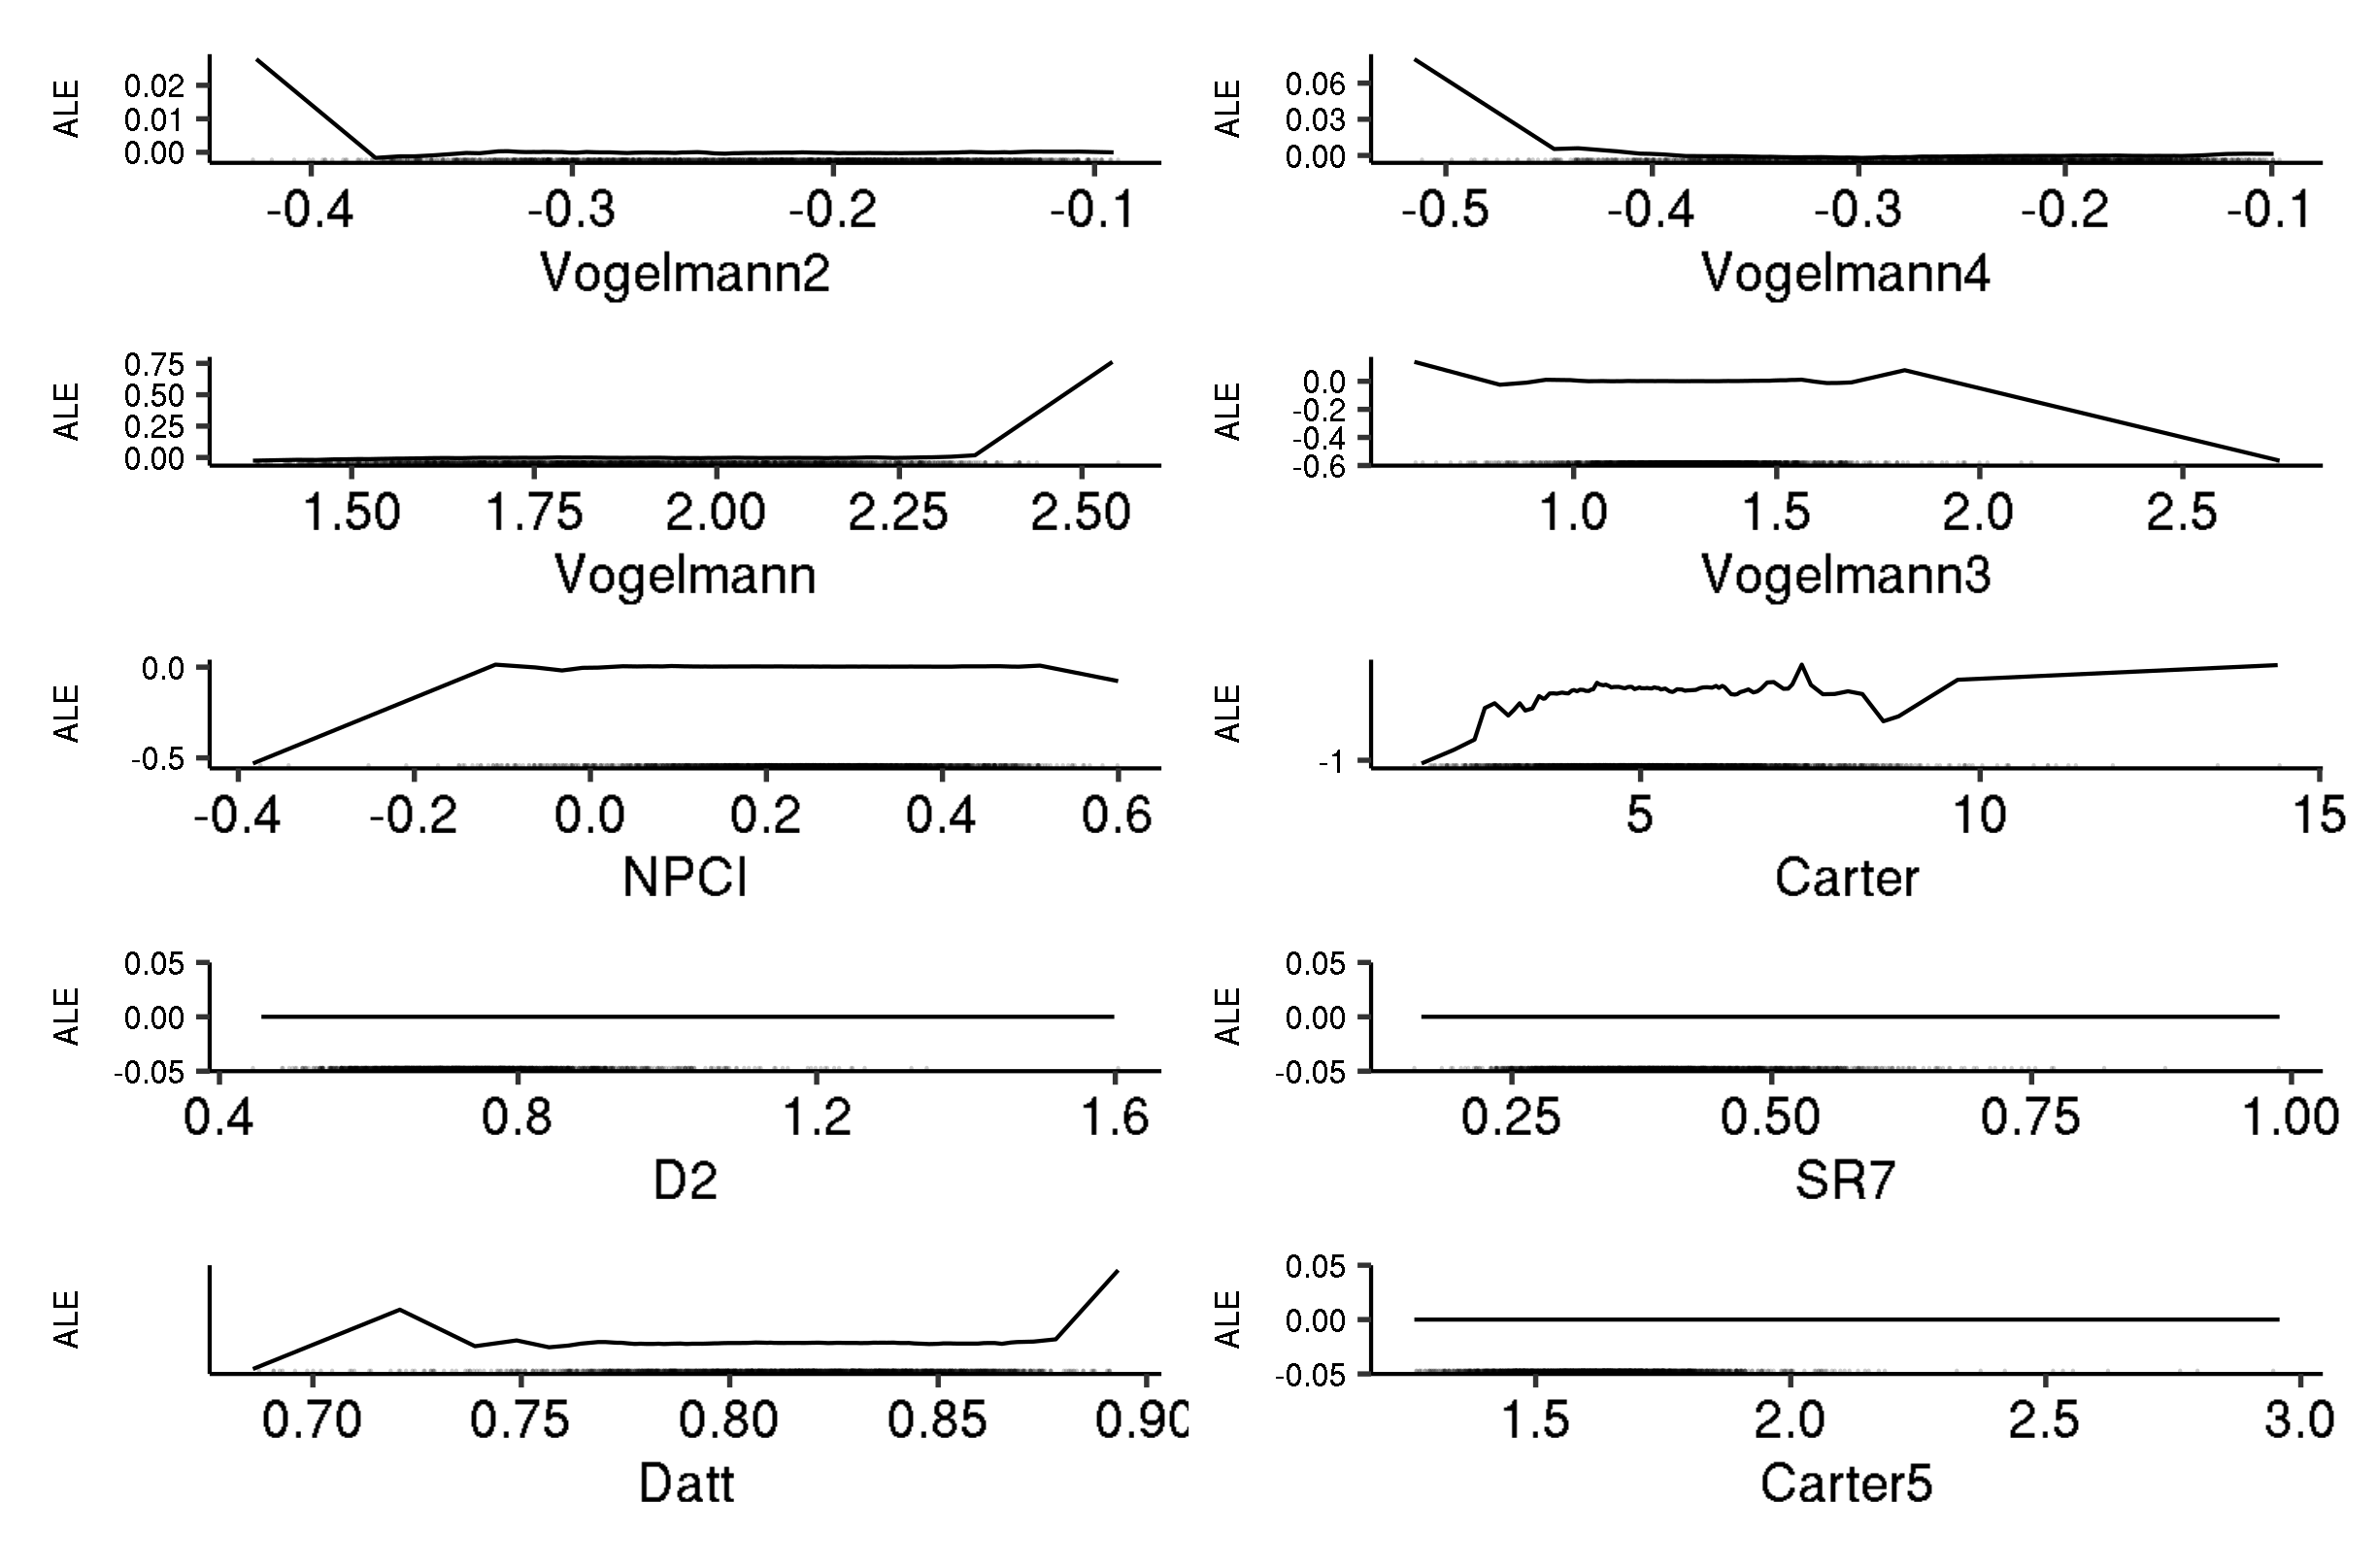 ALE
0.02
0.01
0.00
-0.4 -0.3 -0.2 -0.1
Vogelmann2
ALE
0.06
0.03
0.00
-0.5 -0.4 -0.3 -0.2 -0.1
Vogelmann4
ALE
0.75
0.50
0.25
0.00
1.50 1.75 2.00 2.25 2.50
Vogelmann
ALE
0.0
-0.2
-0.4
-0.6
1.0 1.5 2.0 2.5
Vogelmann3
ALE
0.0
-0.5
-0.4 -0.2 0.0 0.2 0.4 0.6
NPCI
ALE
-1
5 10 15
Carter
ALE
0.05
0.00
-0.05
0.4 0.8 1.2 1.6
D2
ALE
0.05
0.00
-0.05
0.25 0.50 0.75 1.00
SR7
ALE
0.70 0.75 0.80 0.85 0.90
Datt
ALE
0.05
0.00
-0.05
1.5 2.0 2.5 3.0
Carter5